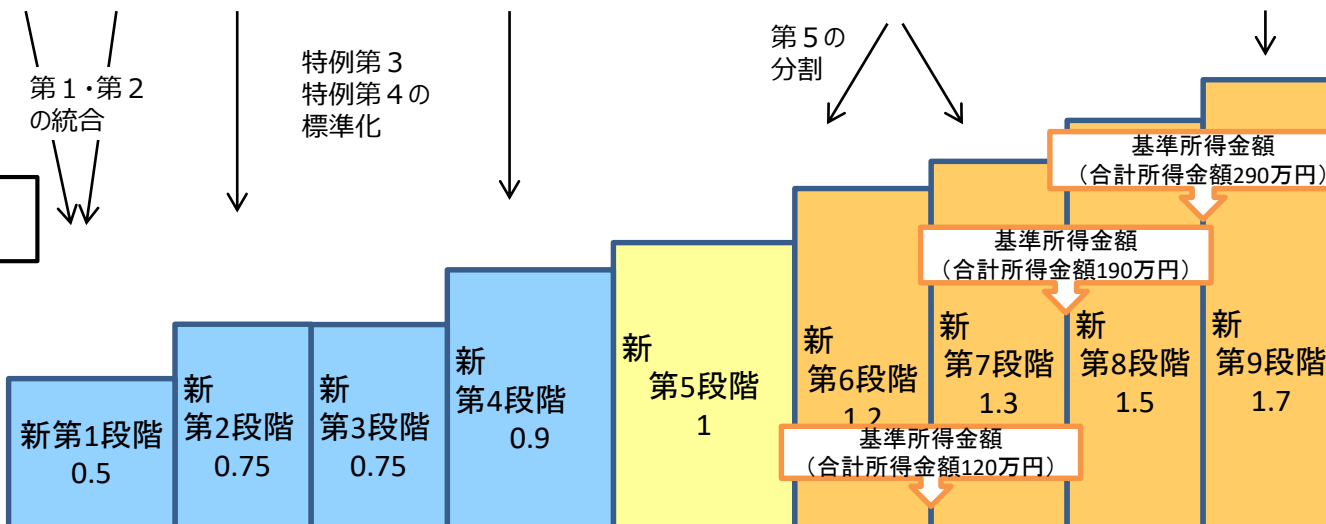 第１・第２
の統合
特例第３
特例第４の
標準化
第５の
分割
基準所得金額
（合計所得金額290万円）
基準所得金額
（合計所得金額190万円）
新第1段階
0.5
新
第2段階
0.75
新
第3段階
0.75
新
第4段階
0.9
新
第5段階
1
新
第6段階
1.2
新
第7段階
1.3
新
第8段階
1.5
新
第9段階
1.7
基準所得金額
（合計所得金額120万円）